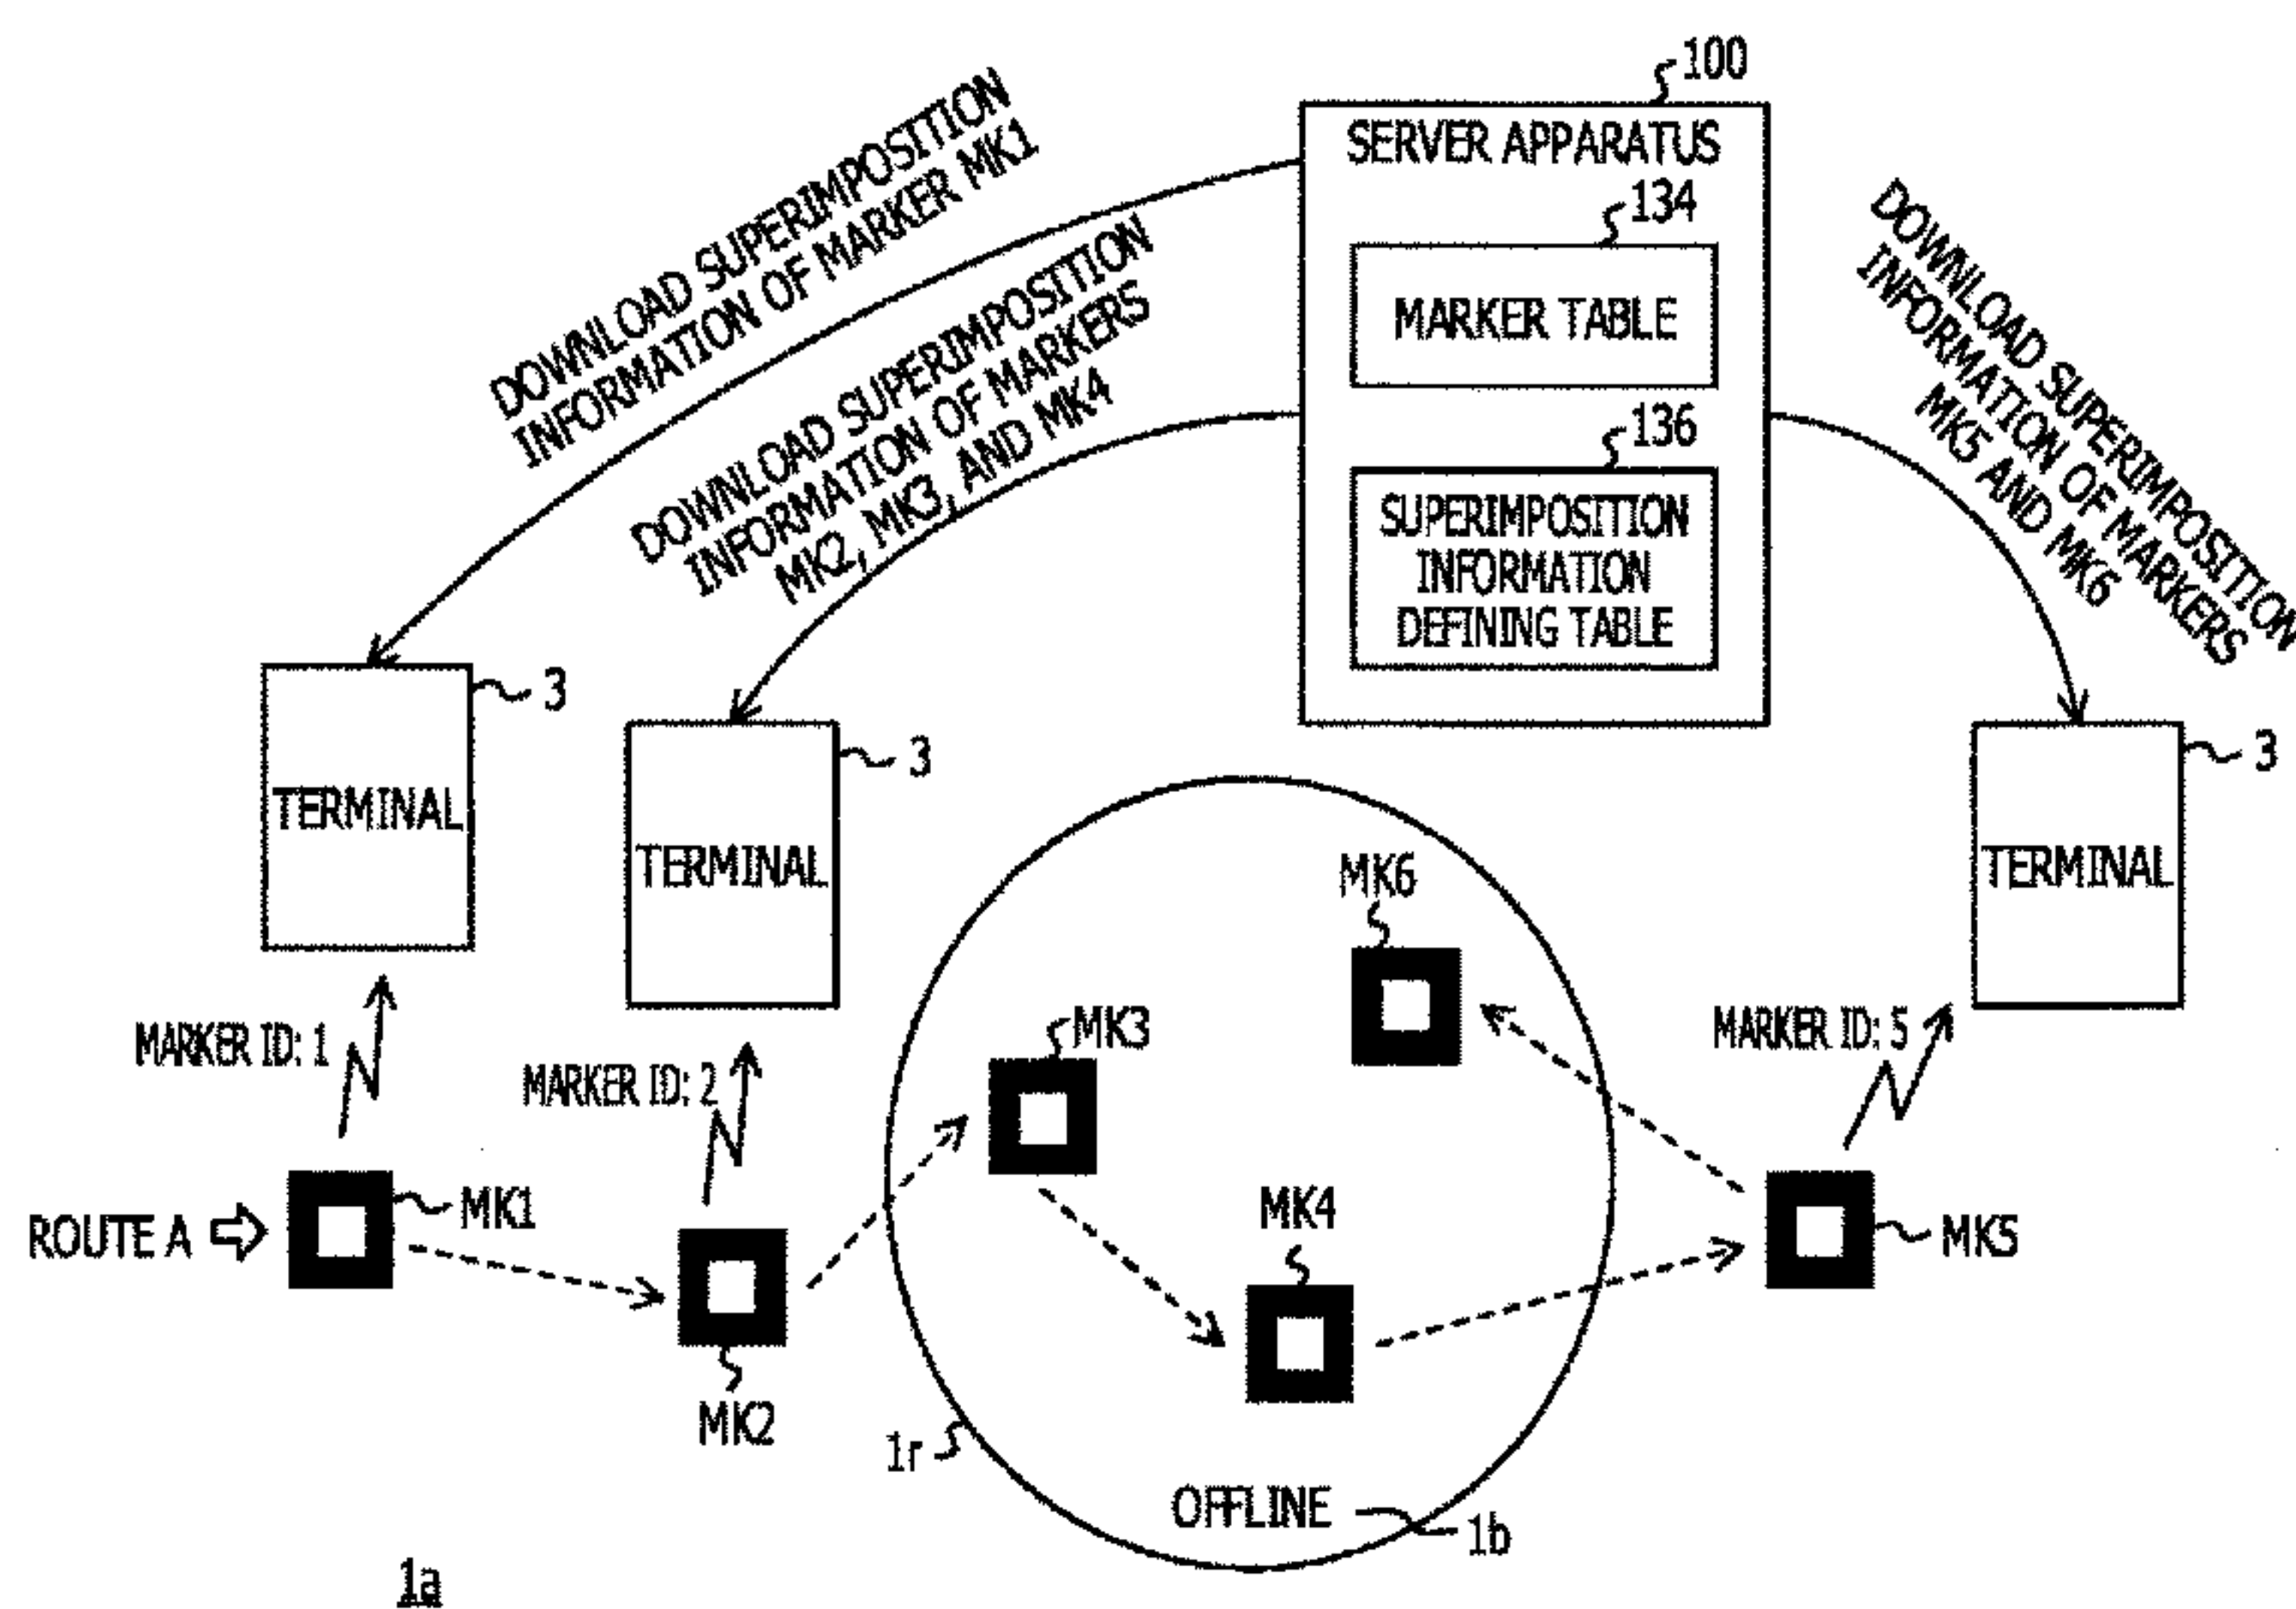 100
SERVER APPARATUS
134
MARKER TABLE
136
SUPERIMPOSITION
INFORMATION
DEFINING TABLE
DOWNLOAD SUPERIMPOSITION
INFORMATION OF MARKER MK1
DOWNLOAD SUPERIMPOSITION
INFORMATION OF MARKERS
MK2, MK3, AND MK4
DOWNLOAD SUPERIMPOSITION
INFORMATION OF MARKERS
MK5 AND MK6
3
TERMINAL
3
TERMINAL
3
TERMINAL
MK6
MARKER ID: 1
MARKER ID: 2
MK3
MARKER ID: 5
ROUTE A
MK1
MK4
MK5
MK2
1r
OFFLINE
1b
1a